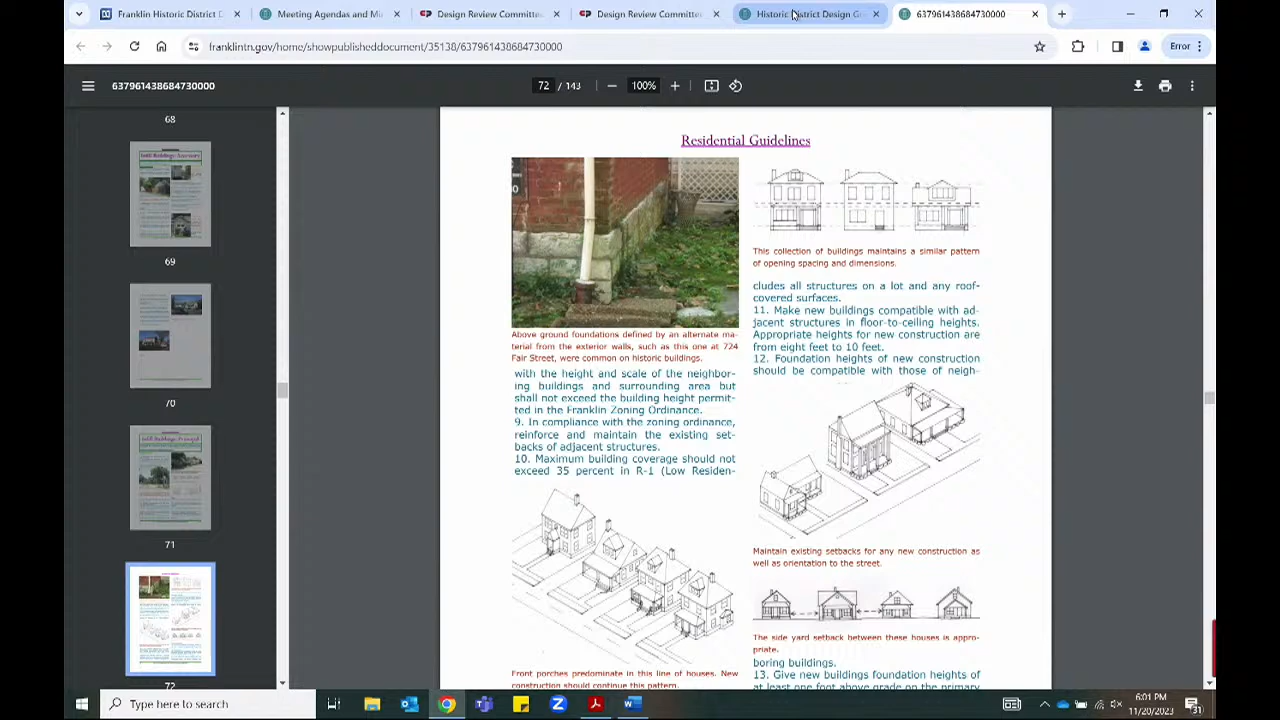 Franklin Historic District D
Meeting Agendas and Mi
Design Review Committe
Design Review Committe
Historic District Design Gu
637961438684730000
franklintn.gov/home/showpublisheddocument/35138/637961438684730000
Error
637961438684730000
72 / 143
100%
68
69
70
71
72
Residential Guidelines
Above ground foundations defined by an alternate ma-
terial from the exterior walls, such as this one at 724
Fair Street, were common on historic buildings.
with the height and scale of the neighbor-
ing buildings and surrounding area but
shall not exceed the building height permit-
ted in the Franklin Zoning Ordinance.
9. In compliance with the zoning ordinance,
reinforce and maintain the existing set-
backs of adjacent structures.
10. Maximum building coverage should not
exceed 35 percent in R-1 (Low Residen-
Front porches predominate in this line of houses. New
construction should continue this pattern.
This collection of buildings maintains a similar pattern
of opening spacing and dimensions.
cludes all structures on a lot and any roof-
covered surfaces.
11. Make new buildings compatible with ad-
jacent structures in floor-to-ceiling heights.
Appropriate heights for new construction are
from eight feet to 10 feet.
12. Foundation heights of new construction
should be compatible with those of neigh-
Maintain existing setbacks for any new construction as
well as orientation to the street.
The side yard setback between these houses is appro-
priate.
boring buildings.
13. Give new buildings foundation heights of
at least one foot above grade on the primary
Type here to search
6:01 PM
11/20/2023
31